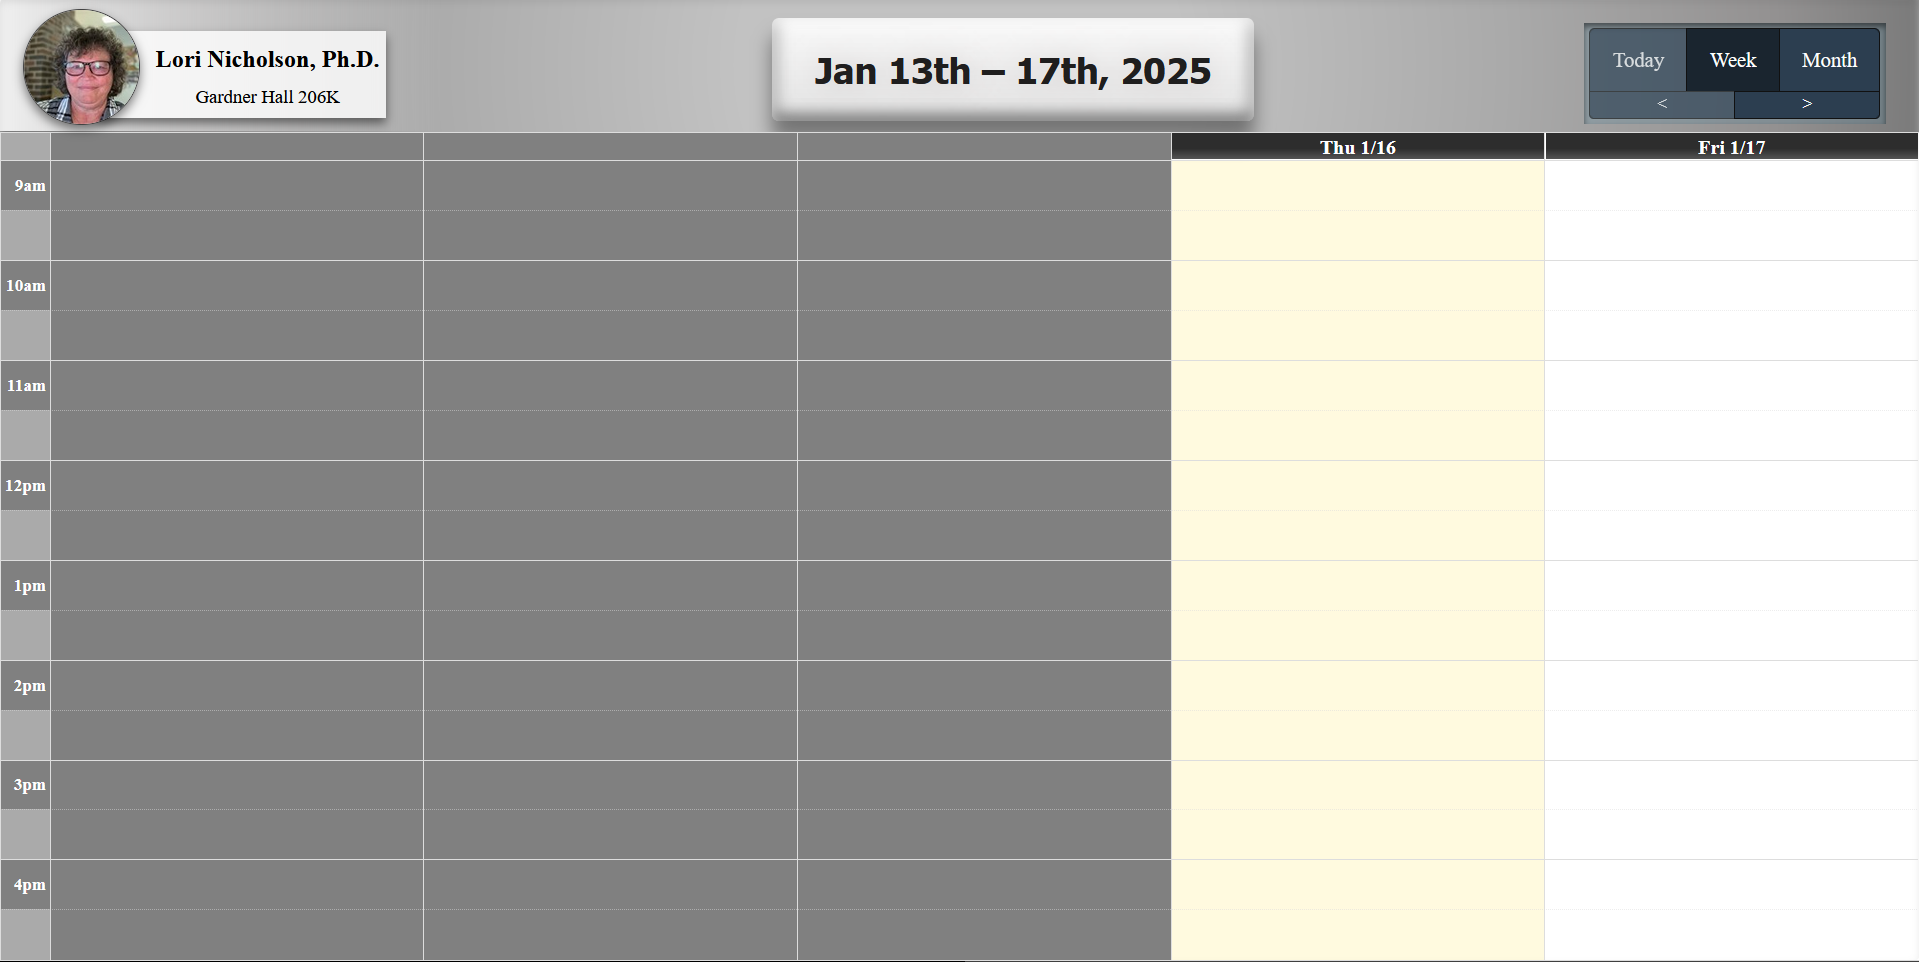 Lori Nicholson, Ph.D.
Gardner Hall 206K
Jan 13th – 17th, 2025
Today
Week
Month
<
>
Thu 1/16
Fri 1/17
9am
10am
11am
12pm
1pm
2pm
3pm
4pm